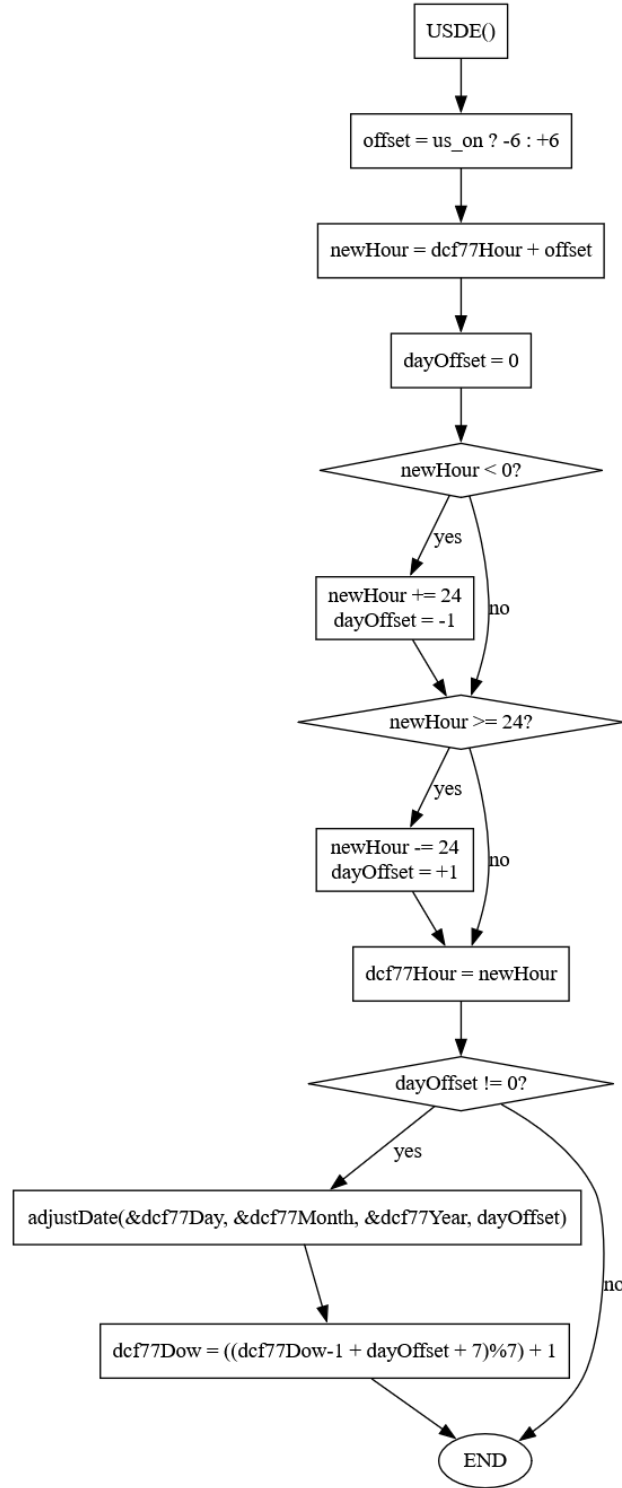 USDE()
offset = us_on ? -6 : +6
newHour = dcf77Hour + offset
dayOffset = 0
newHour < 0?
yes
newHour += 24
dayOffset = -1
no
newHour >= 24?
yes
newHour -= 24
dayOffset = +1
no
dcf77Hour = newHour
dayOffset != 0?
yes
adjustDate(&dcf77Day, &dcf77Month, &dcf77Year, dayOffset)
no
dcf77Dow = ((dcf77Dow-1 + dayOffset + 7)%7) + 1
END